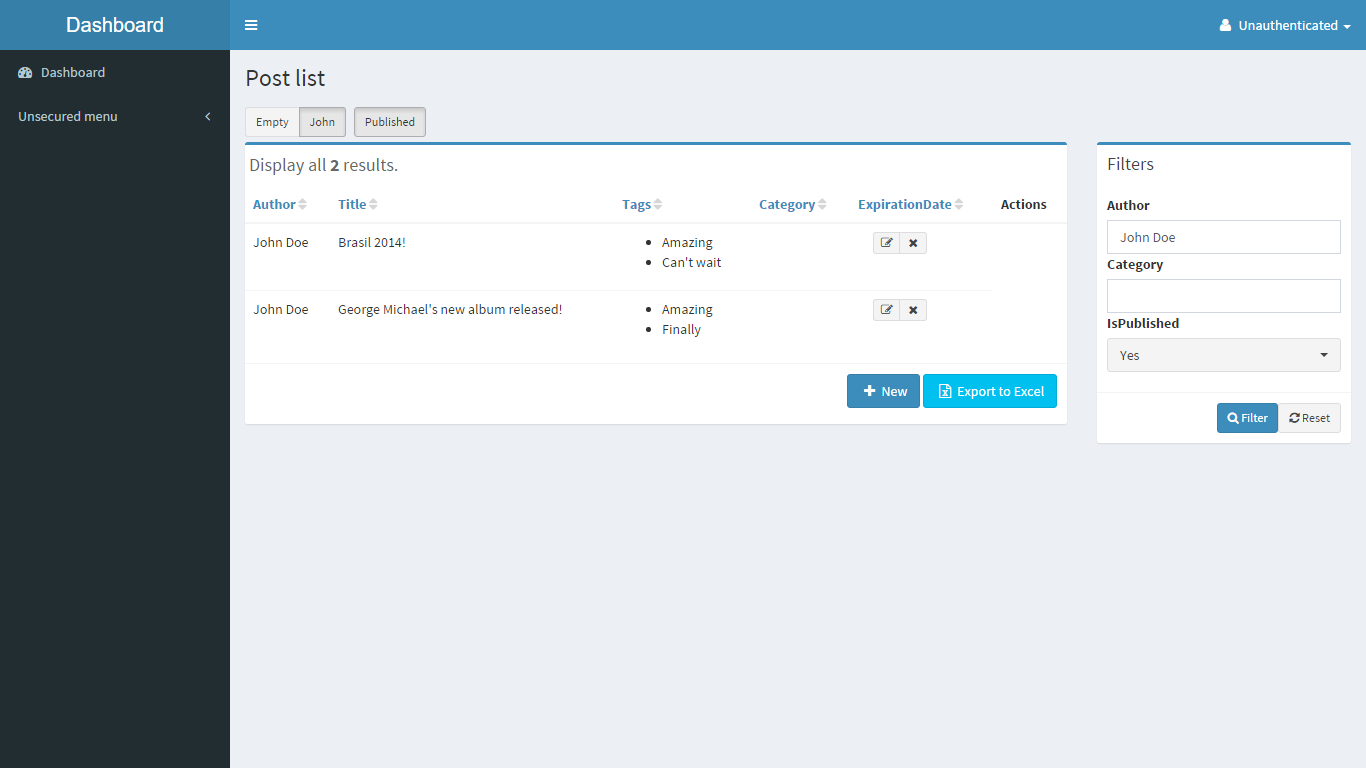 Dashboard
Unauthenticated
Dashboard
Unsecured menu
Post list
Empty John Published
Display all 2 results.
Author Title Tags Category ExpirationDate Actions
John Doe Brasil 2014! Amazing
Can't wait
John Doe George Michael's new album released! Amazing
Finally
New Export to Excel
Filters
Author
John Doe
Category
IsPublished
Yes
Filter Reset